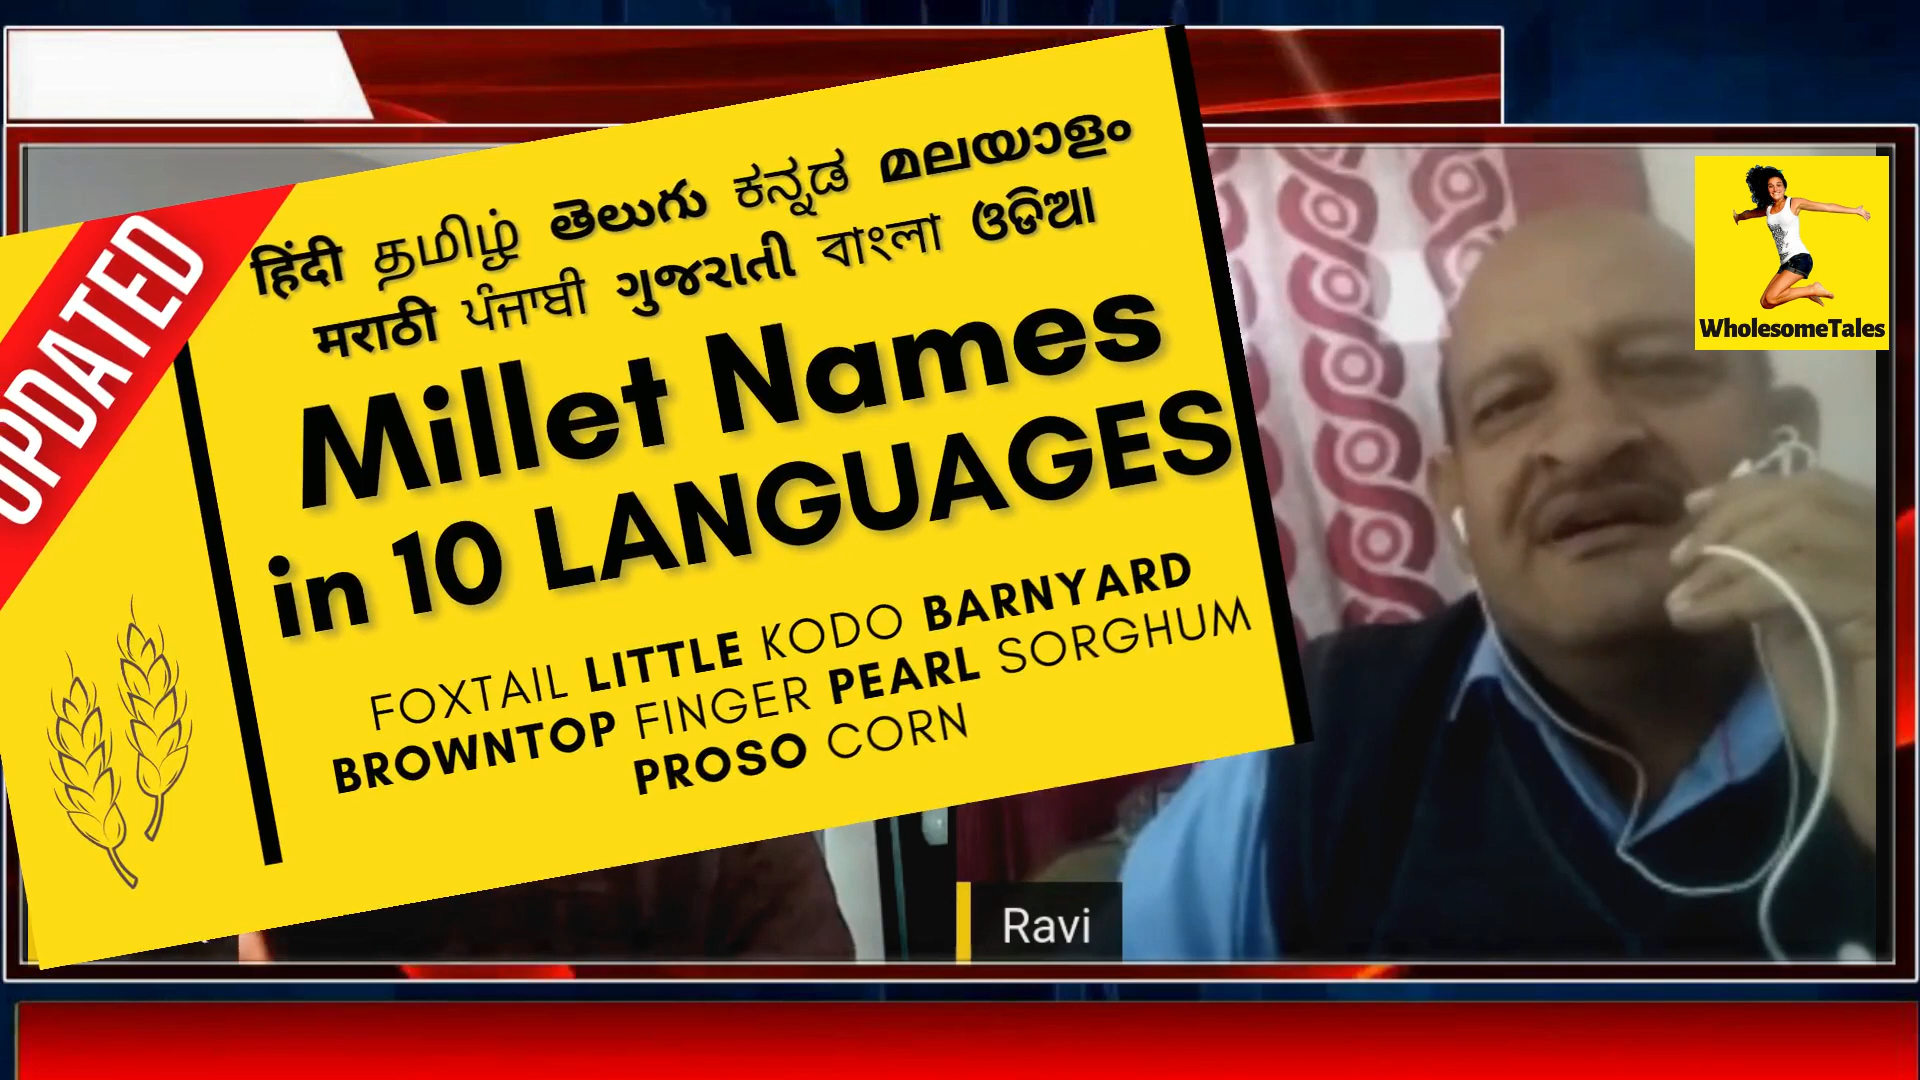 UPDATED
हिंदी தமிழ் తెలుగు ಕನ್ನಡ മലയാളം
मराठी ਪੰਜਾਬੀ ગુજરાતી বাংলা ଓଡିଆ
Millet Names
in 10 LANGUAGES
FOXTAIL LITTLE KODO BARNYARD
BROWNTOP FINGER PEARL SORGHUM
PROSO CORN
WholesomeTales
Ravi